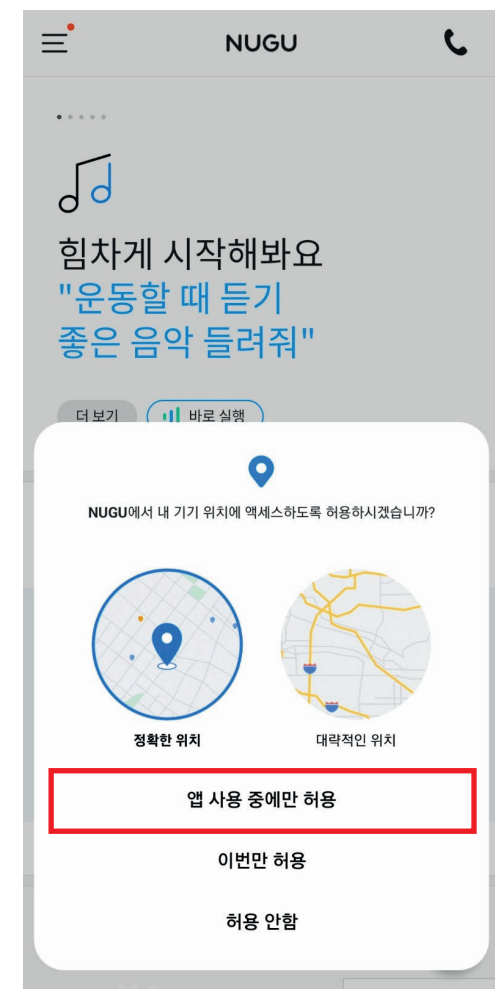 NUGU
힘차게 시작해봐요
"운동할 때 듣기
좋은 음악 들려줘"
더 보기
바로 실행
NUGU에서 내 기기 위치에 액세스하도록 허용하시겠습니까?
정확한 위치
대략적인 위치
앱 사용 중에만 허용
이번만 허용
허용 안함